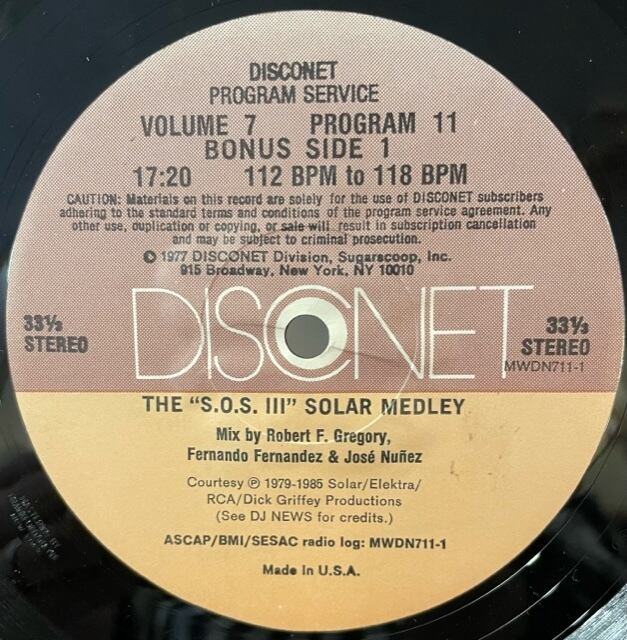 DISCONET
PROGRAM SERVICE
VOLUME 7 PROGRAM 11
BONUS SIDE 1
17:20 112 BPM to 118 BPM
CAUTION: Materials on this record are solely for the use of DISCONET subscribers
adhering to the standard terms and conditions of the program service agreement. Any
other use, duplication or copying, or sale will result in subscription cancellation
and may be subject to criminal prosecution.
© 1977 DISCONET Division, Sugarscoop, Inc.
915 Broadway, New York, NY 10010
DISCONET
33⅓
STEREO
33⅓
STEREO
MWDN711-1
THE "S.O.S. III" SOLAR MEDLEY
Mix by Robert F. Gregory,
Fernando Fernandez & José Nuñez
Courtesy ℗ 1979-1985 Solar/Elektra/
RCA/Dick Griffey Productions
(See DJ NEWS for credits.)
ASCAP/BMI/SESAC radio log: MWDN711-1
Made in U.S.A.